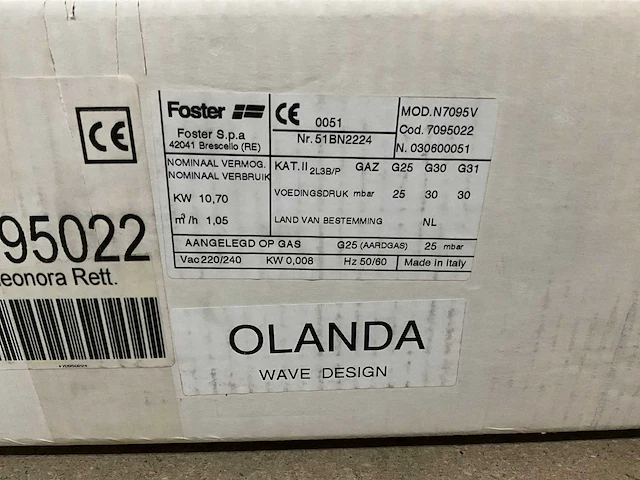 Foster
Foster S.p.a
42041 Brescello (RE)
CE 0051
Nr. 51BN2224
MOD. N7095V
Cod. 7095022
N. 030600051
NOMINAAL VERMOG.
NOMINAAL VERBRUIK
KW 10,70
m³/h 1,05
KAT. II 2L3B/P GAZ G25 G30 G31
VOEDINGSDRUK mbar 25 30 30
LAND VAN BESTEMMING NL
AANGELEGD OP GAS G25 (AARDGAS) 25 mbar
Vac 220/240 KW 0,008 Hz 50/60 Made in Italy
CE
95022
eonora Rett.
OLANDA
WAVE DESIGN